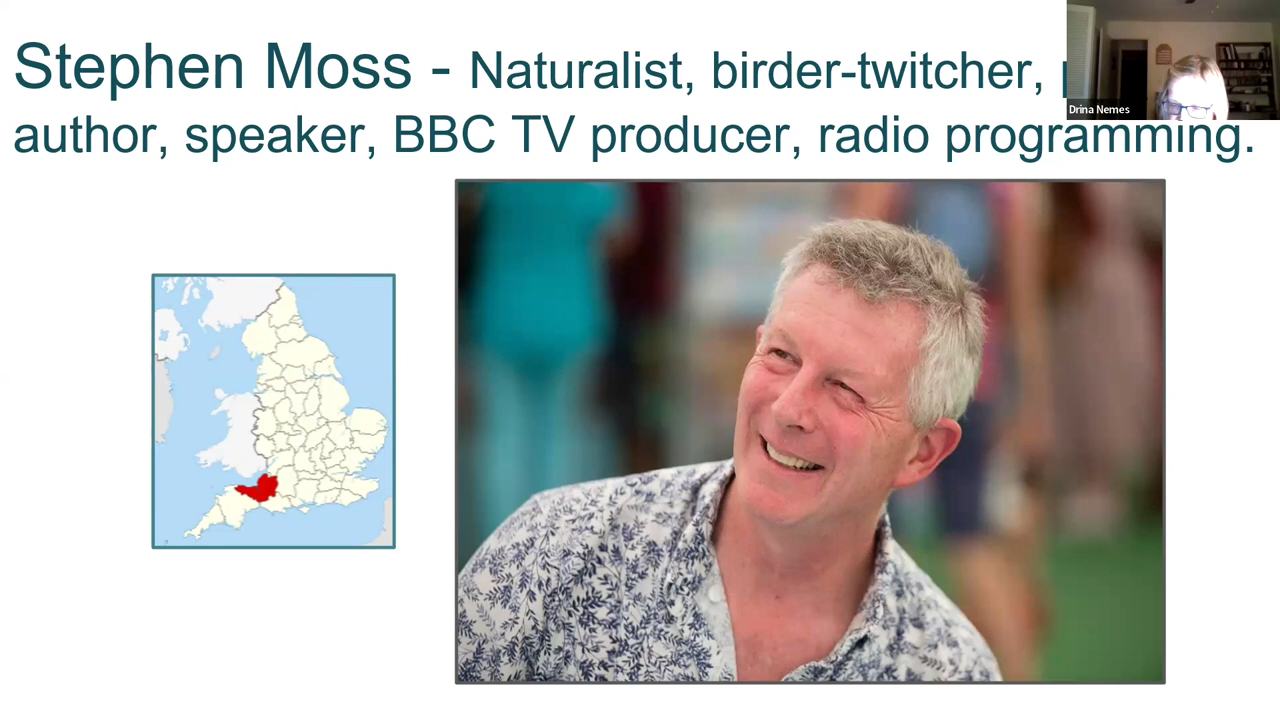 Stephen Moss - Naturalist, birder-twitcher,
author, speaker, BBC TV producer, radio programming.
Drina Nemes